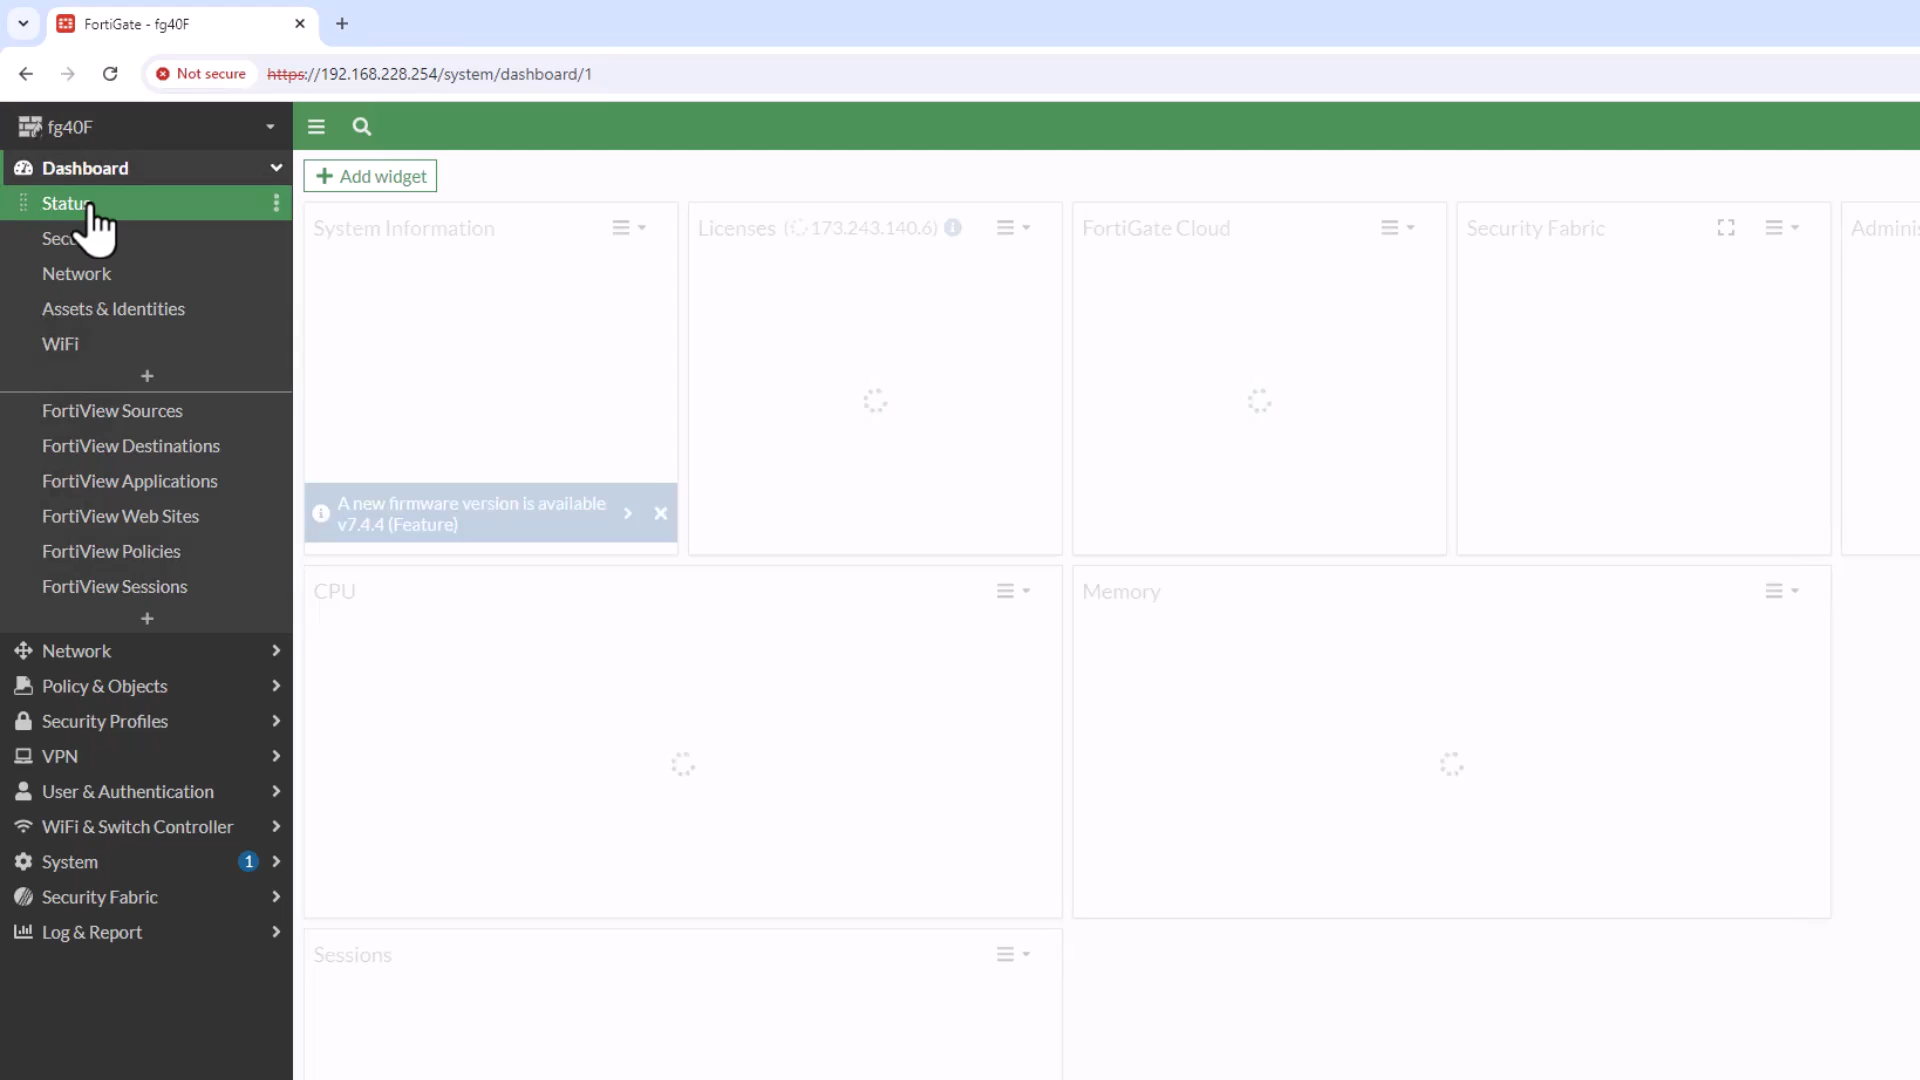 FortiGate - fg40F
Not secure https://192.168.228.254/system/dashboard/1
fg40F
Dashboard
Status
Network
Assets & Identities
WiFi
+
FortiView Sources
FortiView Destinations
FortiView Applications
FortiView Web Sites
FortiView Policies
FortiView Sessions
+
Network
Policy & Objects
Security Profiles
VPN
User & Authentication
WiFi & Switch Controller
System 1
Security Fabric
Log & Report
+ Add widget
System Information
A new firmware version is available
v7.4.4 (Feature)
Licenses (173.243.140.6)
FortiGate Cloud
Security Fabric
Adminis
CPU
Memory
Sessions